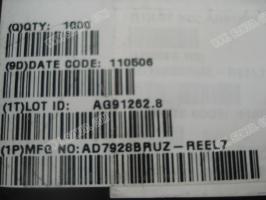 (Q)QTY: 1000
(9D)DATE CODE: 110506
(1T)LOT ID: AG91262.8
(1P)MFG NO:AD7928BRUZ-REEL7